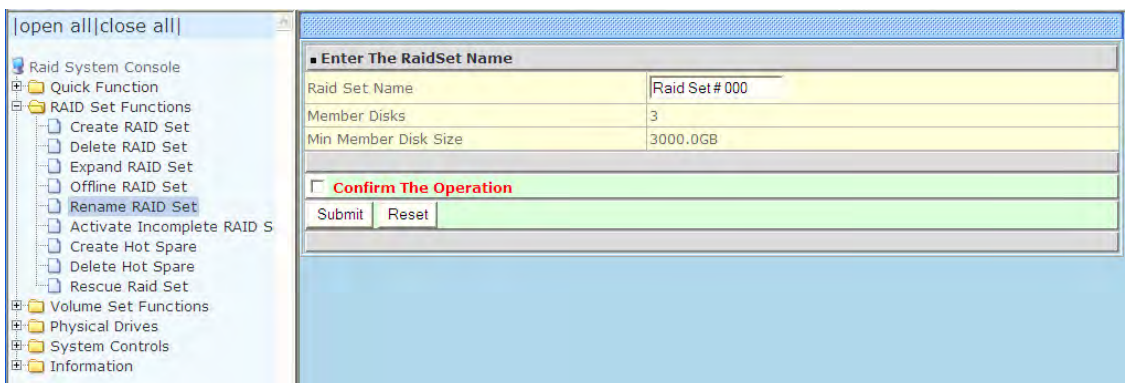 |open all|close all|
Raid System Console
Quick Function
RAID Set Functions
Create RAID Set
Delete RAID Set
Expand RAID Set
Offline RAID Set
Rename RAID Set
Activate Incomplete RAID S
Create Hot Spare
Delete Hot Spare
Rescue Raid Set
Volume Set Functions
Physical Drives
System Controls
Information
Enter The RaidSet Name
Raid Set Name Raid Set # 000
Member Disks 3
Min Member Disk Size 3000.0GB
Confirm The Operation
Submit Reset